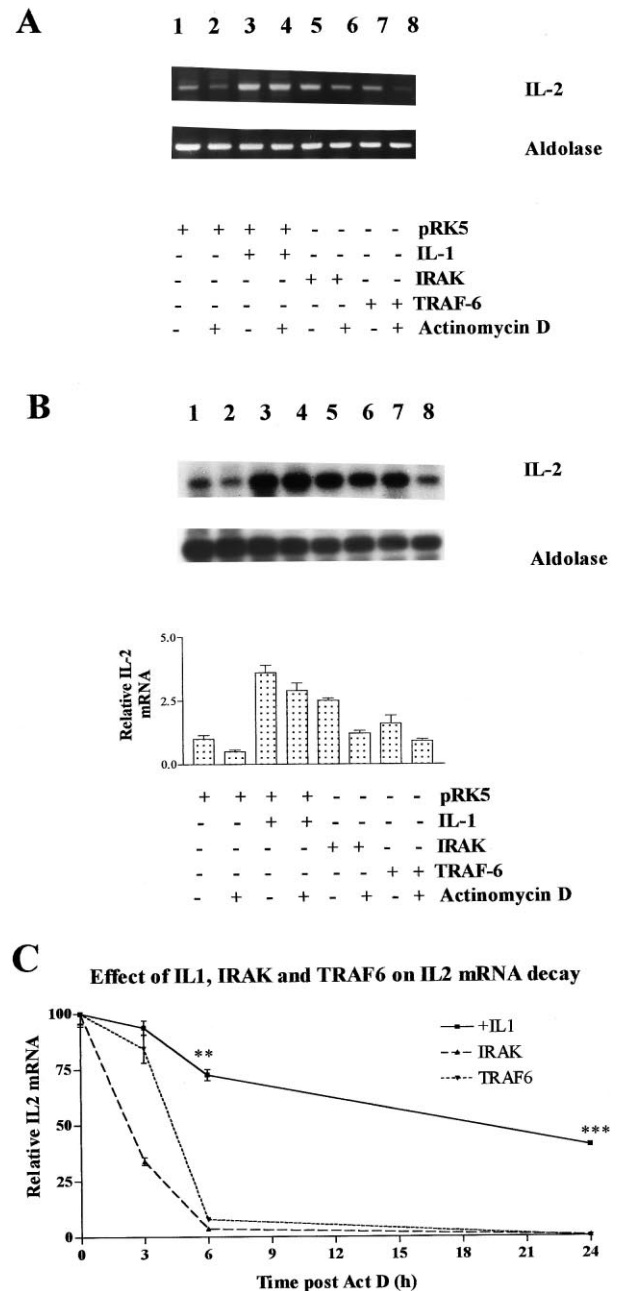 A
1 2 3 4 5 6 7 8
IL-2
Aldolase
+ + + + - - - - pRK5
- - + + - - - - IL-1
- - - - + + - - IRAK
- - - - - - + + TRAF-6
- + - + - + - + Actinomycin D
B
1 2 3 4 5 6 7 8
IL-2
Aldolase
Relative IL-2
mRNA
5.0
2.5
0.0
+ + + + - - - - pRK5
- - + + - - - - IL-1
- - - - + + - - IRAK
- - - - - - + + TRAF-6
- + - + - + - + Actinomycin D
C
Effect of IL1, IRAK and TRAF6 on IL2 mRNA decay
Relative IL2 mRNA
100
75
50
25
0
**
***
+IL1
IRAK
TRAF6
0 3 6 9 12 15 18 21 24
Time post Act D (h)